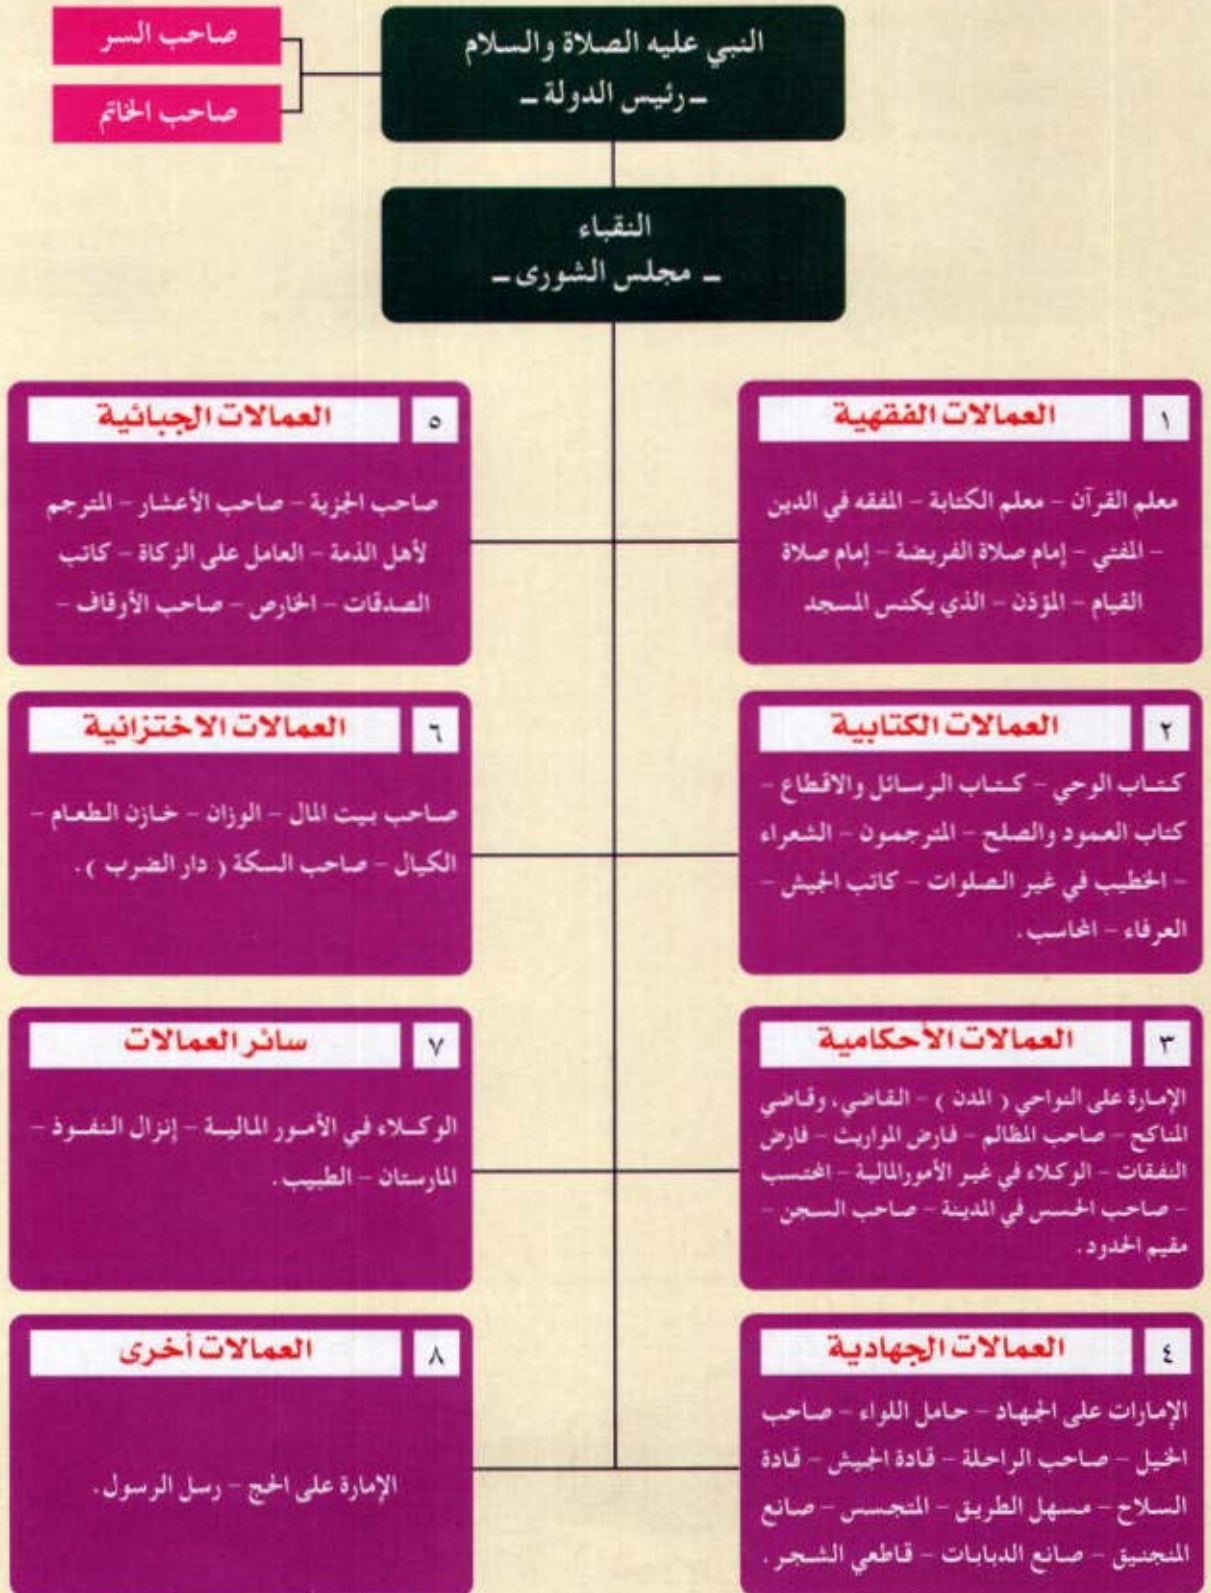 النبي عليه الصلاة والسلام
ـ رئيس الدولة ـ
صاحب السر
صاحب الخاتم
النقباء
ـ مجلس الشورى ـ
١ العمالات الفقهية
معلم القرآن - معلم الكتابة - المفقه في الدين
- المفتي - إمام صلاة الفريضة - إمام صلاة
القيام - المؤذن - الذي يكنس المسجد
٢ العمالات الكتابية
كتاب الوحي - كتاب الرسائل والاقطاع -
كتاب العمود والصلح - المترجمون - الشعراء
- الخطيب في غير الصلوات - كاتب الجيش -
العرفاء - المحاسب .
٣ العمالات الأحكامية
الإمارة على النواحي ( المدن ) - القاضي، وقاضي
المناكح - صاحب المظالم - فارض المواريث - فارض
النفقات - الوكلاء في غير الأمورالمالية - المحتسب
- صاحب الحسس في المدينة - صاحب السجن -
مقيم الحدود .
٤ العمالات الجهادية
الإمارات على الجهاد - حامل اللواء - صاحب
الخيل - صاحب الراحلة - قادة الجيش - قادة
السلاح - مسهل الطريق - المتجسس - صانع
المنجنيق - صانع الدبابات - قاطعي الشجر .
٥ العمالات الجبائية
صاحب الجزية - صاحب الأعشار - المترجم
لأهل الذمة - العامل على الزكاة - كاتب
الصدقات - الخارص - صاحب الأوقاف -
٦ العمالات الاختزانية
صاحب بيت المال - الوزان - خازن الطعام -
الكيال - صاحب السكة ( دار الضرب ) .
٧ سائر العمالات
الوكلاء في الأمور المالية - إنزال النفوذ -
المارستان - الطبيب .
٨ العمالات أخرى
الإمارة على الحج - رسل الرسول .